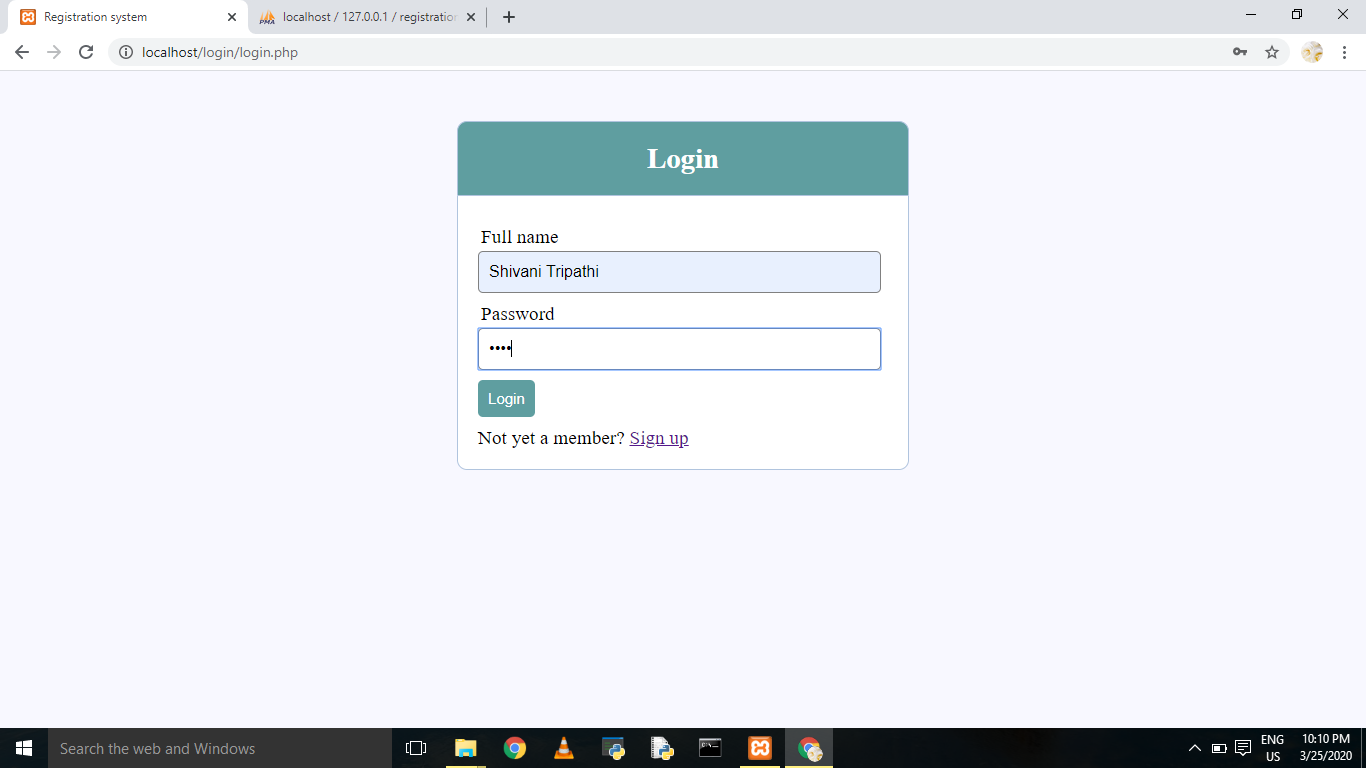 Registration system
localhost / 127.0.0.1 / registration
localhost/login/login.php
Login
Full name
Shivani Tripathi
Password
••••
Login
Not yet a member? Sign up
Search the web and Windows
ENG
US
10:10 PM
3/25/2020